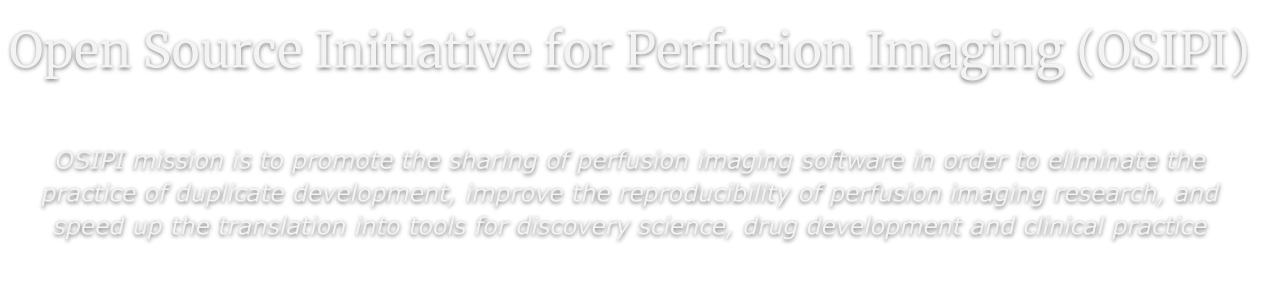 Open Source Initiative for Perfusion Imaging (OSIPI)
OSIPI mission is to promote the sharing of perfusion imaging software in order to eliminate the
practice of duplicate development, improve the reproducibility of perfusion imaging research, and
speed up the translation into tools for discovery science, drug development and clinical practice